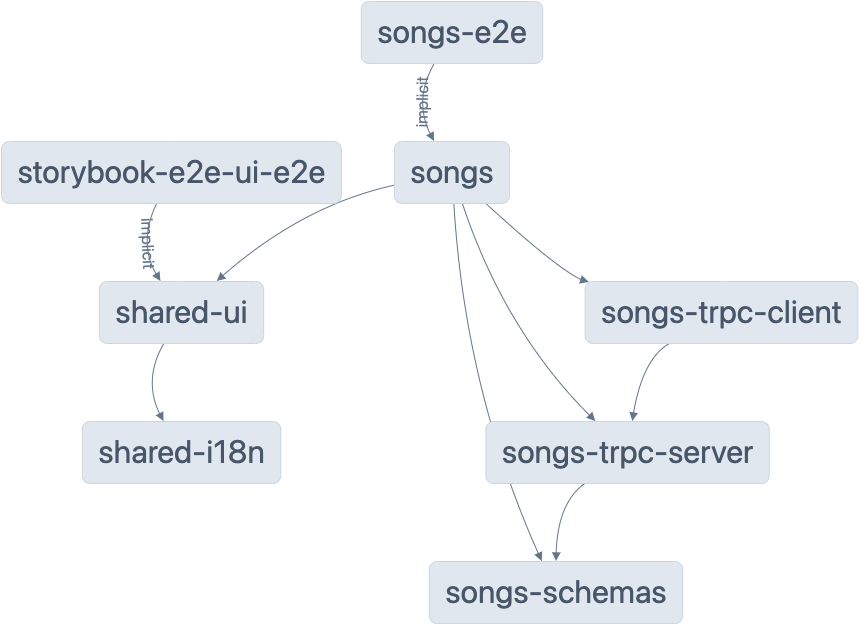 songs-e2e
implicit
storybook-e2e-ui-e2e
songs
implicit
shared-ui
songs-trpc-client
shared-i18n
songs-trpc-server
songs-schemas